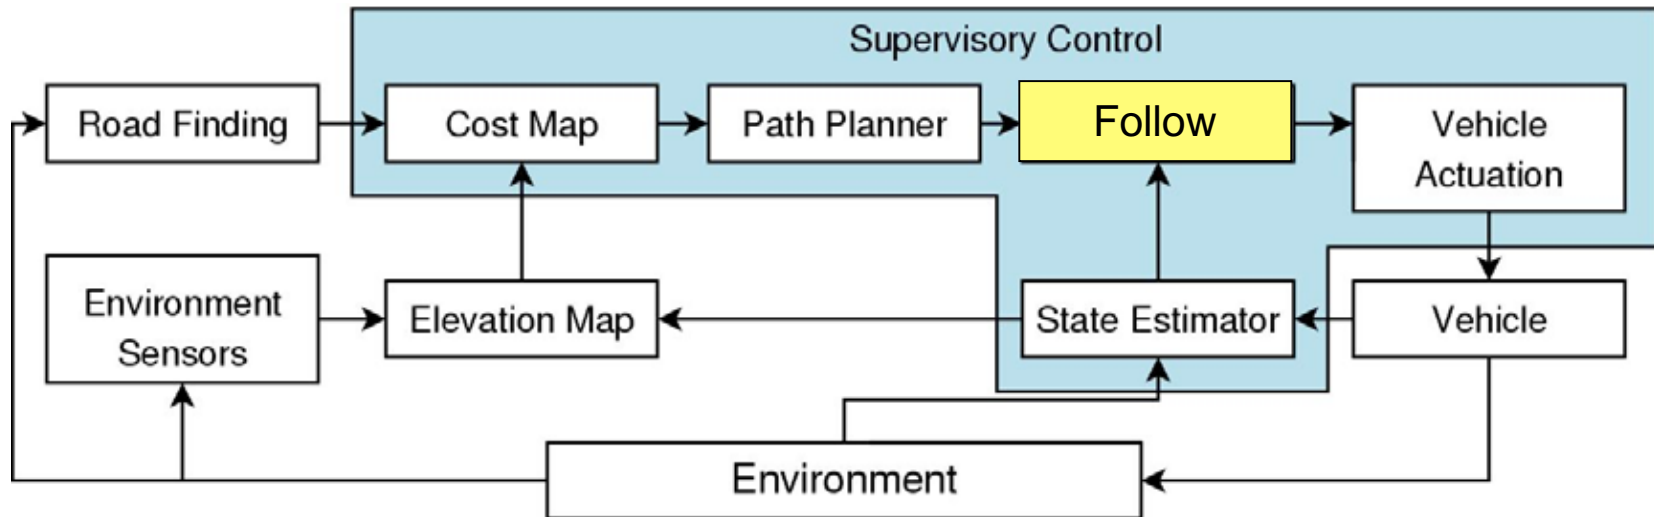 Supervisory Control
Road Finding
Cost Map
Path Planner
Follow
Vehicle
Actuation
Environment
Sensors
Elevation Map
State Estimator
Vehicle
Environment